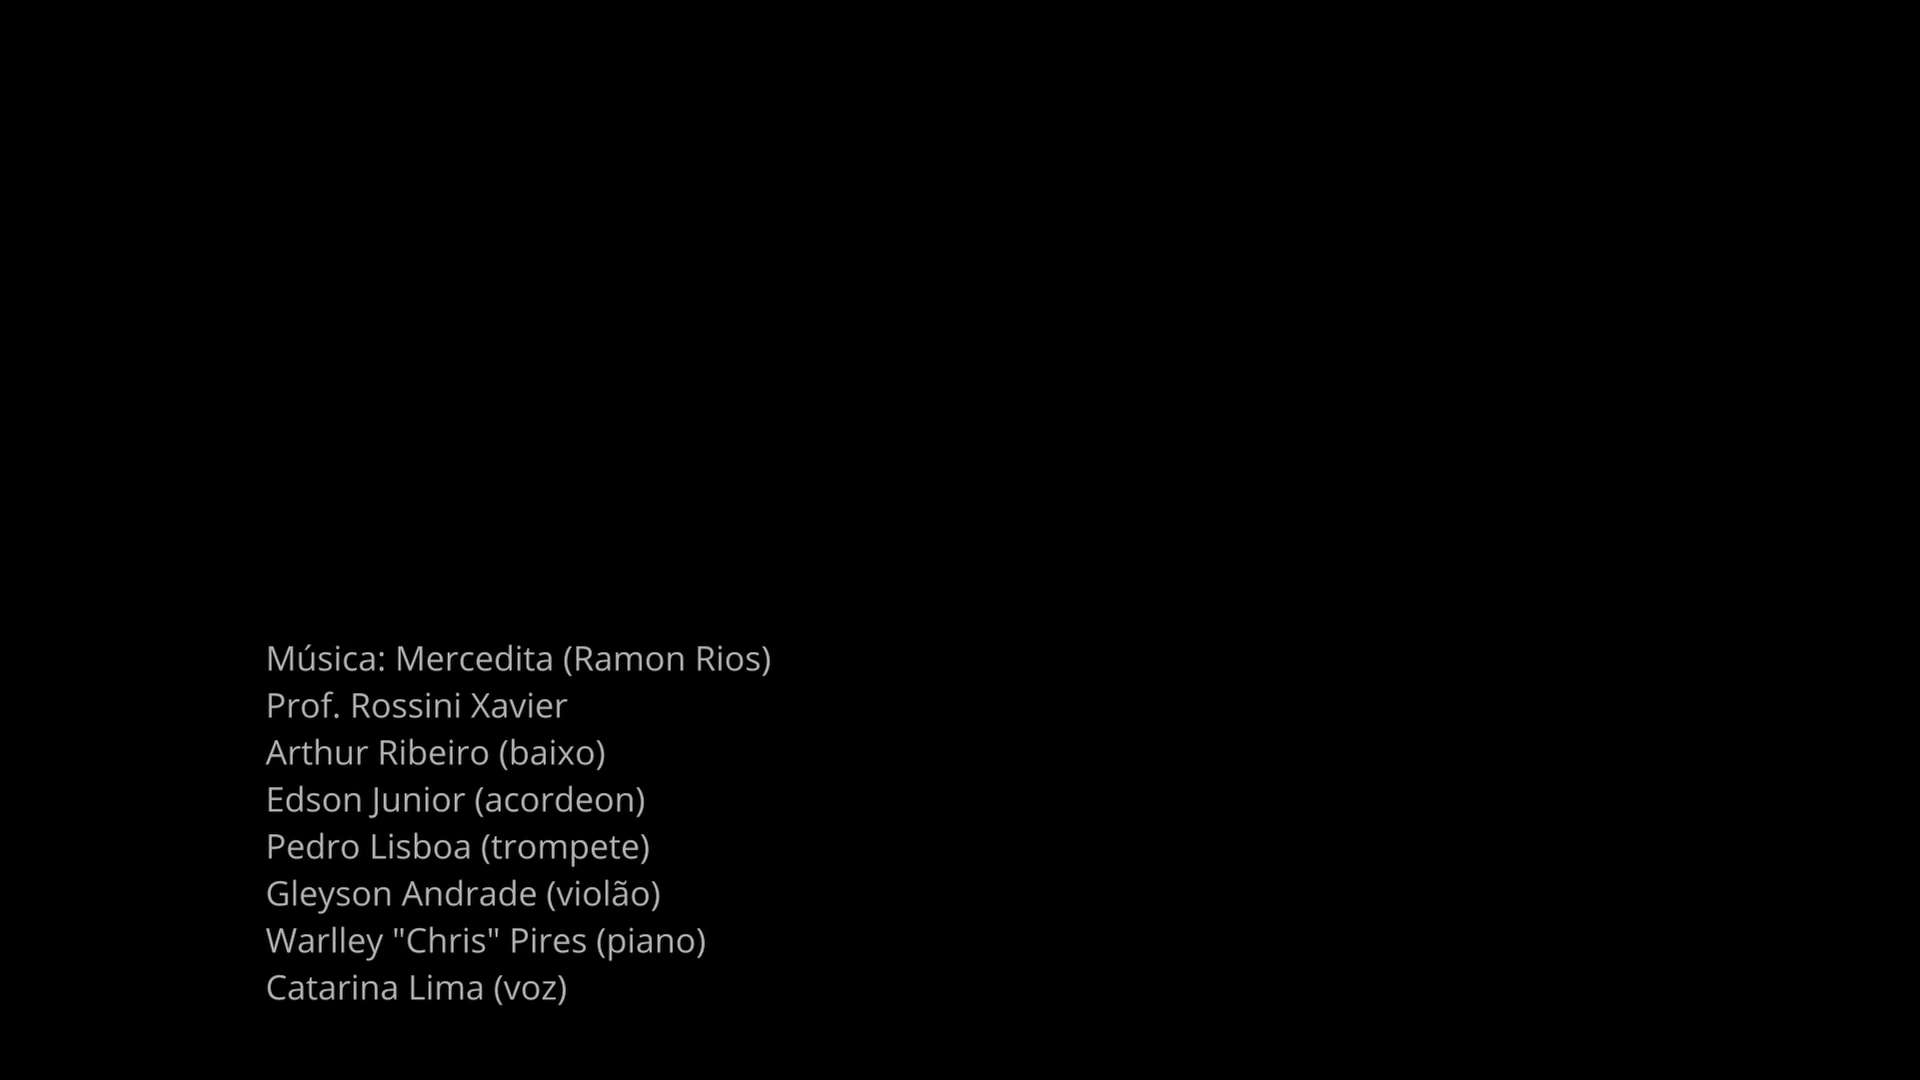 Música: Mercedita (Ramon Rios)
Prof. Rossini Xavier
Arthur Ribeiro (baixo)
Edson Junior (acordeon)
Pedro Lisboa (trompete)
Gleyson Andrade (violão)
Warlley "Chris" Pires (piano)
Catarina Lima (voz)